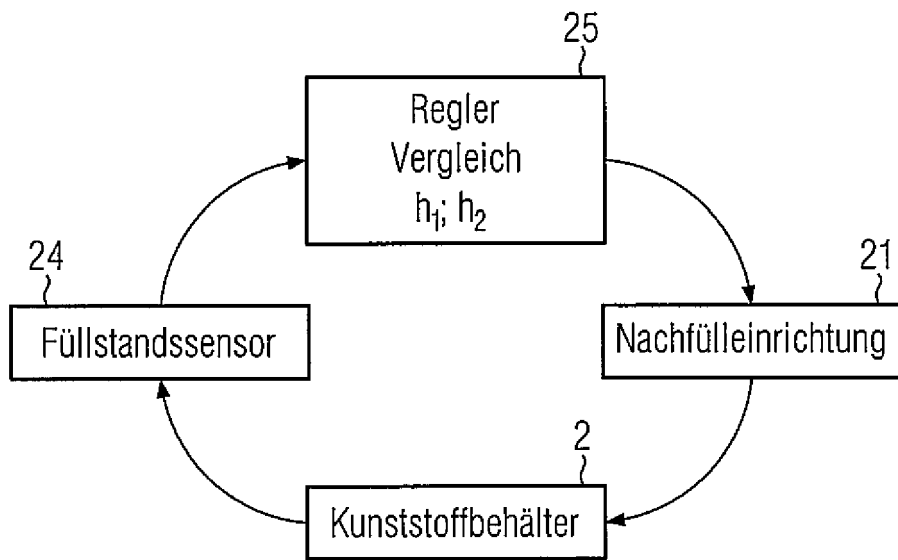 25
Regler
Vergleich
h₁; h₂
24
Füllstandssensor
21
Nachfülleinrichtung
2
Kunststoffbehälter